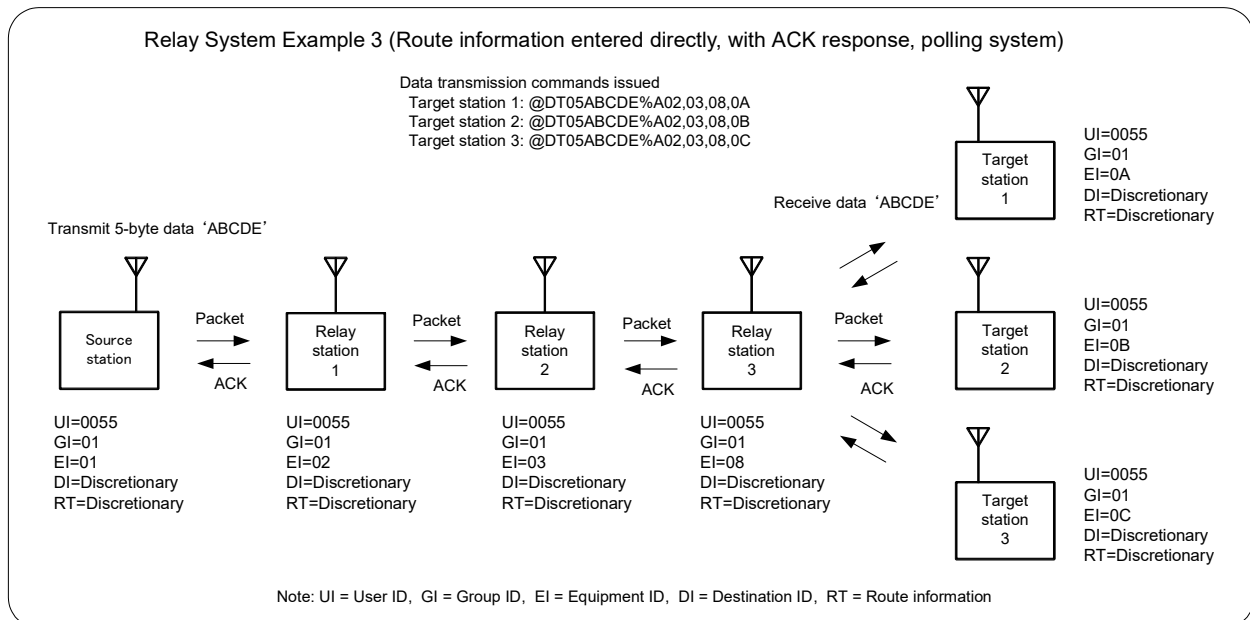 Relay System Example 3 (Route information entered directly, with ACK response, polling system)
Data transmission commands issued
Target station 1: @DT05ABCDE%A02,03,08,0A
Target station 2: @DT05ABCDE%A02,03,08,0B
Target station 3: @DT05ABCDE%A02,03,08,0C
Transmit 5-byte data ‘ABCDE’
Receive data ‘ABCDE’
Source
station
Packet
ACK
Relay
station
1
Packet
ACK
Relay
station
2
Packet
ACK
Relay
station
3
Packet
ACK
Target
station
1
UI=0055
GI=01
EI=0A
DI=Discretionary
RT=Discretionary
Target
station
2
UI=0055
GI=01
EI=0B
DI=Discretionary
RT=Discretionary
Target
station
3
UI=0055
GI=01
EI=0C
DI=Discretionary
RT=Discretionary
UI=0055
GI=01
EI=01
DI=Discretionary
RT=Discretionary
UI=0055
GI=01
EI=02
DI=Discretionary
RT=Discretionary
UI=0055
GI=01
EI=03
DI=Discretionary
RT=Discretionary
UI=0055
GI=01
EI=08
DI=Discretionary
RT=Discretionary
Note: UI = User ID, GI = Group ID, EI = Equipment ID, DI = Destination ID, RT = Route information